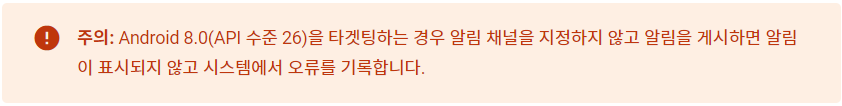 주의: Android 8.0(API 수준 26)을 타겟팅하는 경우 알림 채널을 지정하지 않고 알림을 게시하면 알림
이 표시되지 않고 시스템에서 오류를 기록합니다.